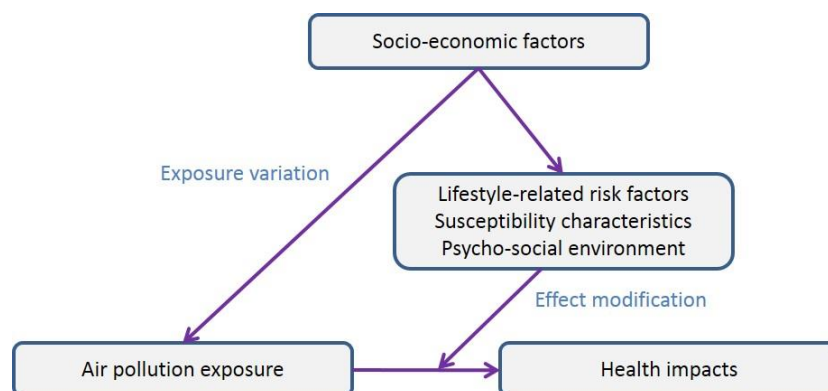 Socio-economic factors
Exposure variation
Lifestyle-related risk factors
Susceptibility characteristics
Psycho-social environment
Effect modification
Air pollution exposure
Health impacts